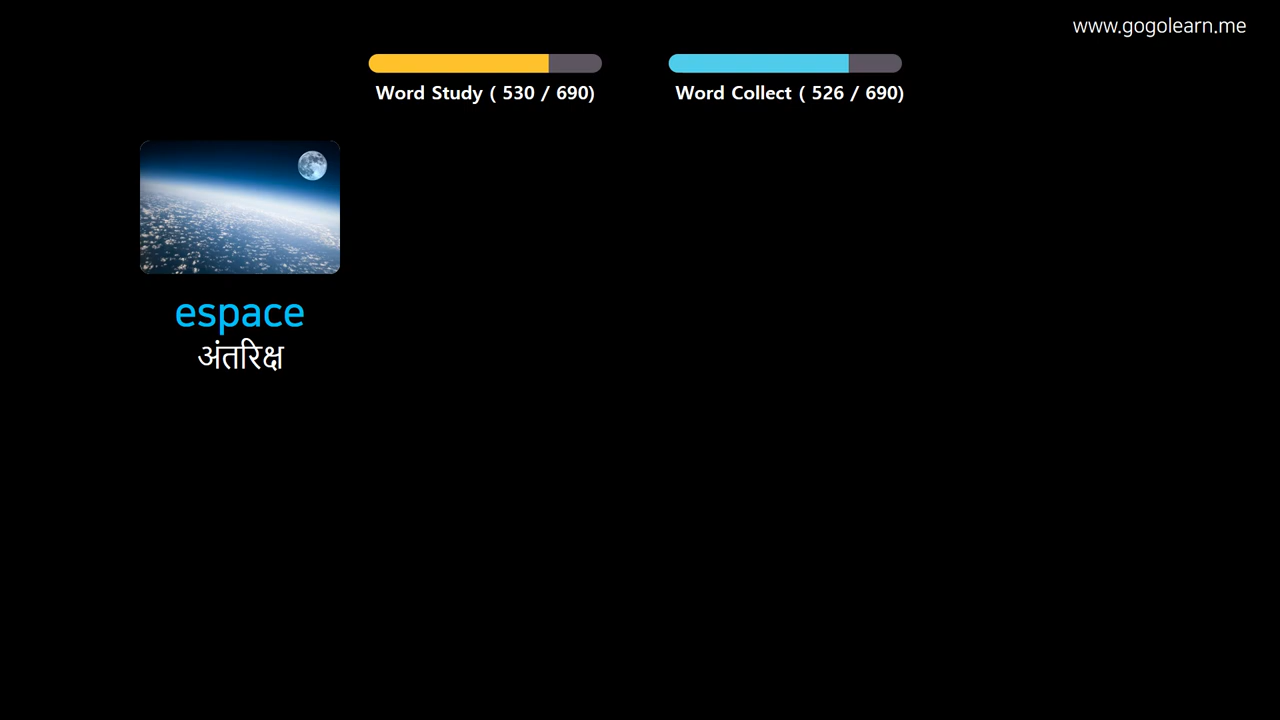 www.gogolearn.me
Word Study ( 530 / 690)
Word Collect ( 526 / 690)
espace
अंतरिक्ष